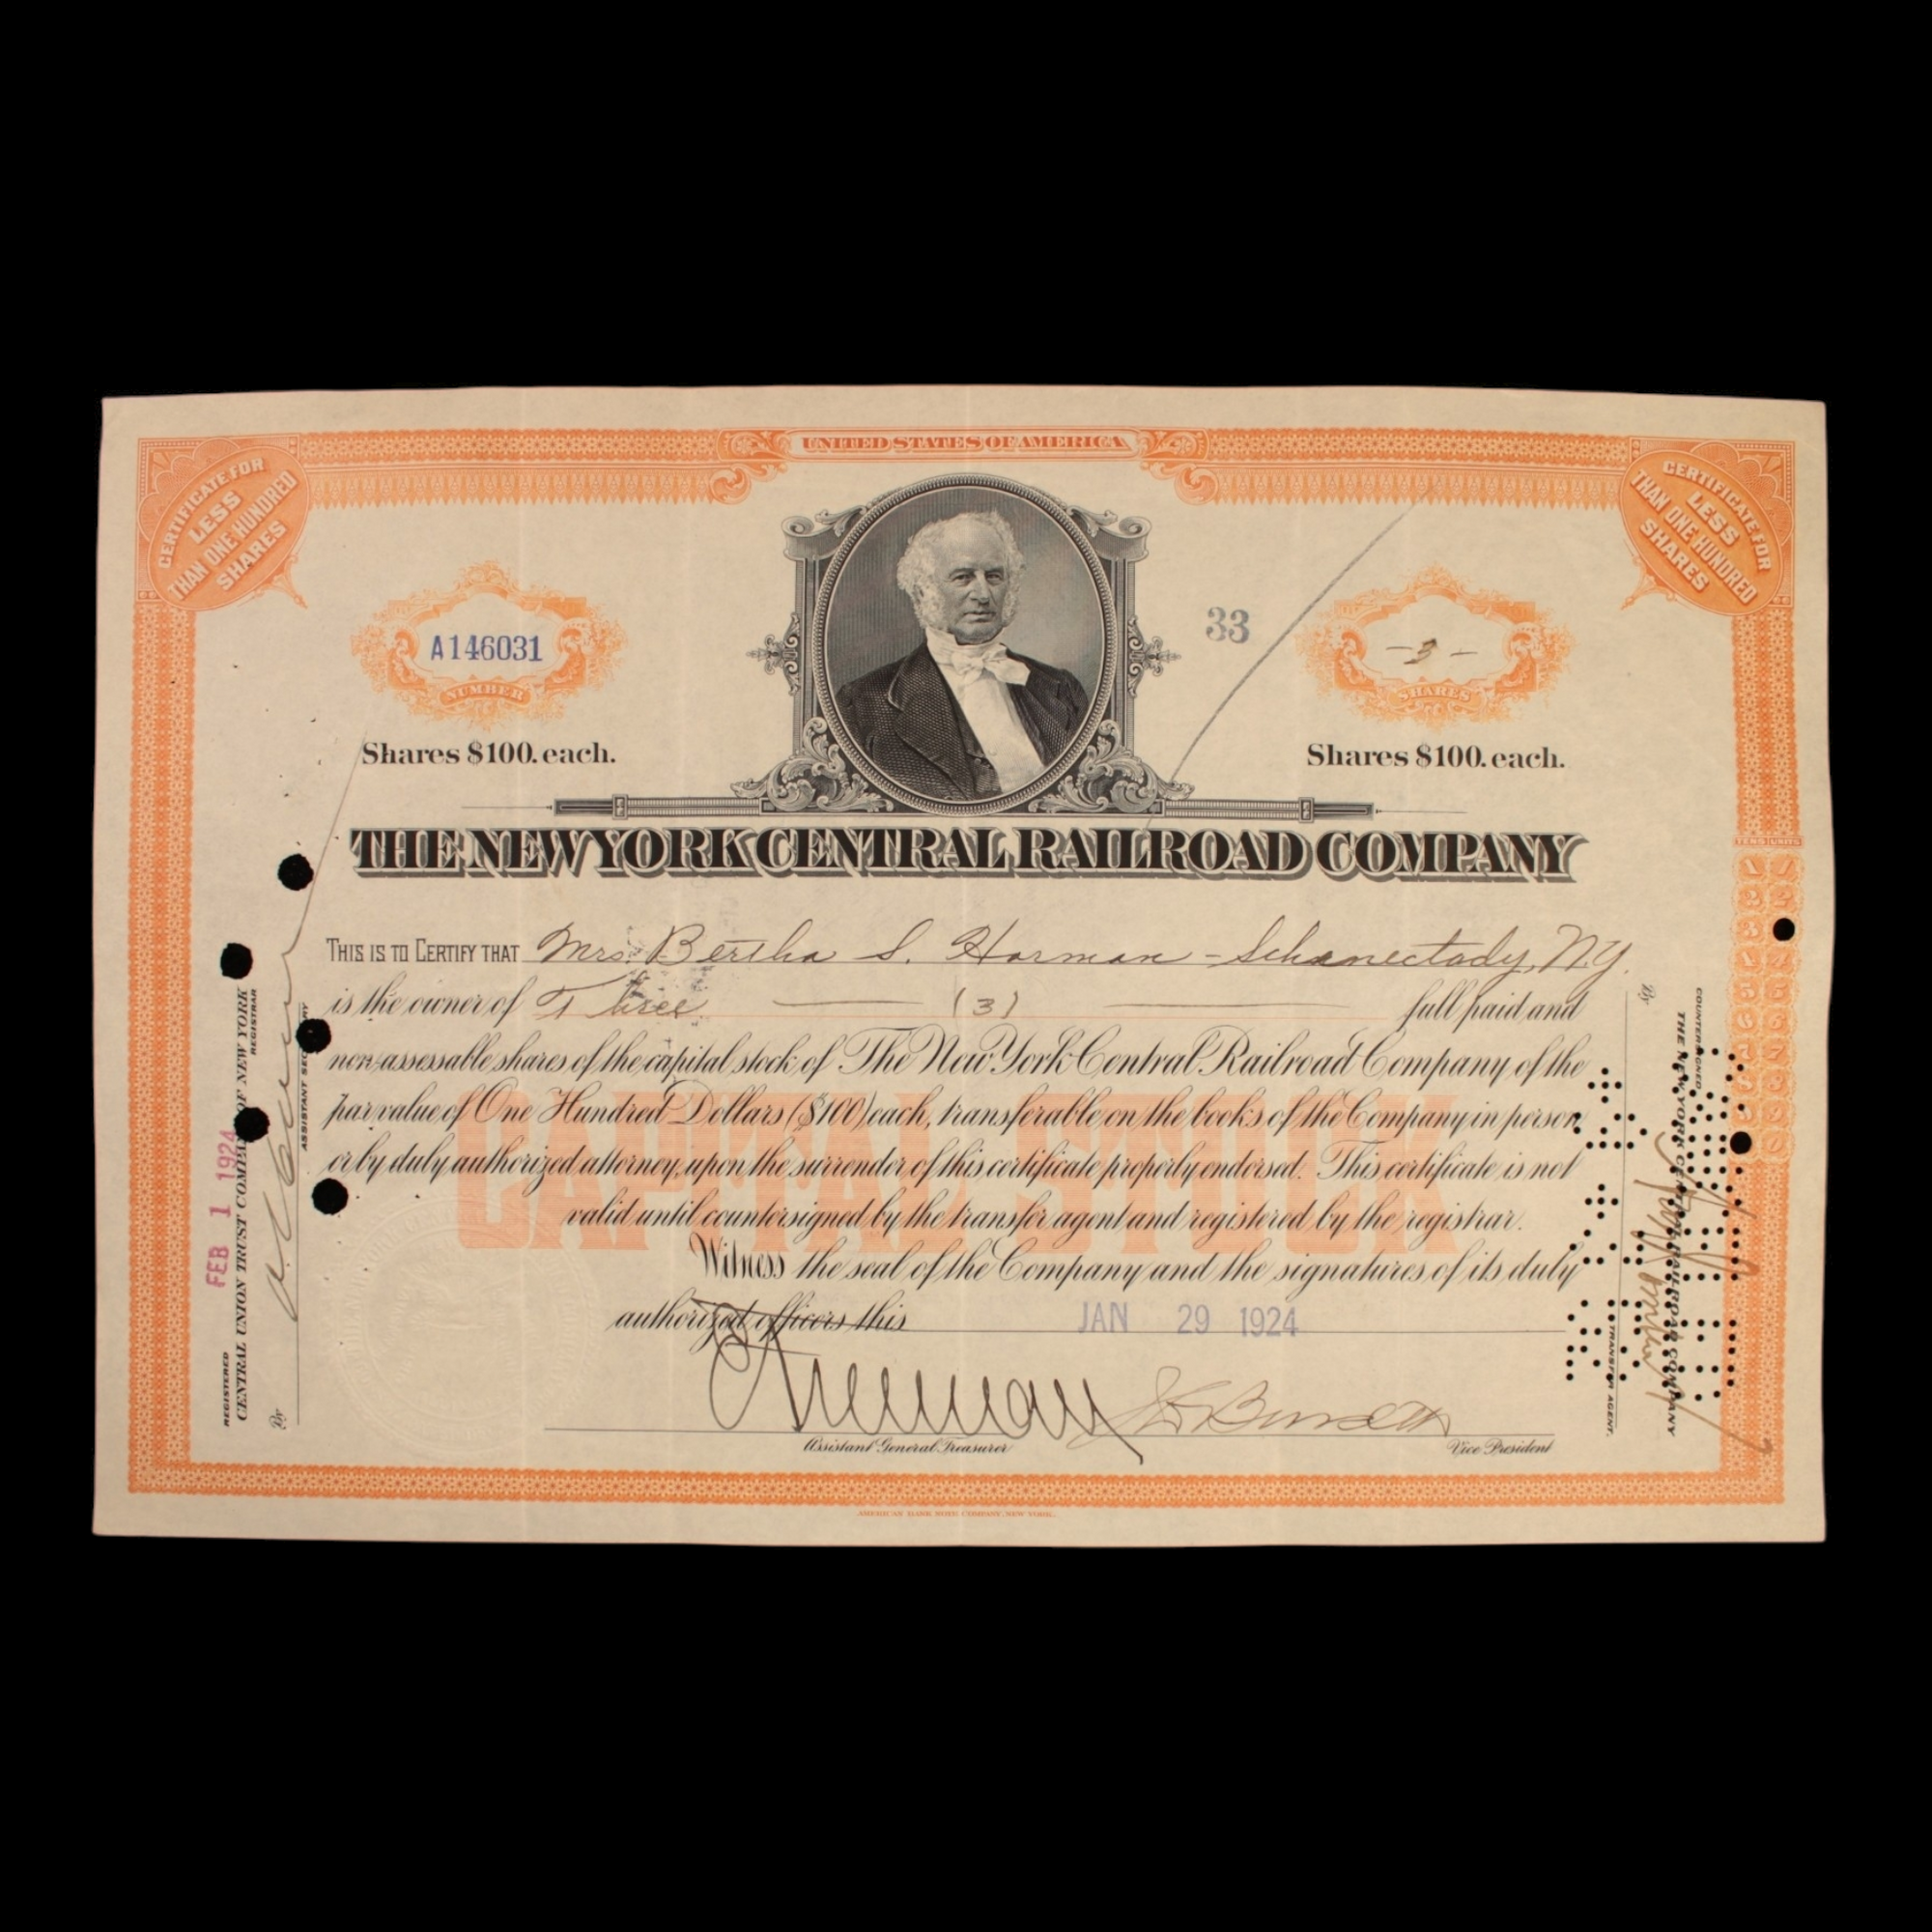 UNITED STATES OF AMERICA
CERTIFICATE FOR
LESS
THAN ONE HUNDRED
SHARES
CERTIFICATE FOR
LESS
THAN ONE HUNDRED
SHARES
A146031
NUMBER
33
-3-
SHARES
Shares $100. each.
Shares $100. each.
THE NEW YORK CENTRAL RAILROAD COMPANY
TENS UNITS
THIS IS TO CERTIFY THAT Mrs. Bertha S. Harman - Schenectady, N.Y.
is the owner of Three (3) full paid and
non-assessable shares of the capital stock of The New York Central Railroad Company of the
par value of One Hundred Dollars ($100) each, transferable on the books of the Company in person
or by duly authorized attorney, upon the surrender of this certificate properly endorsed. This certificate is not
valid until countersigned by the transfer agent and registered by the registrar.
Witness the seal of the Company and the signatures of its duly
authorized officers this JAN 29 1924
CAPITAL STOCK
Assistant General Treasurer
Vice President
REGISTERED FEB 1 1924
CENTRAL UNION TRUST COMPANY OF NEW YORK
REGISTRAR
By
ASSISTANT SECRETARY
COUNTERSIGNED
THE NEW YORK CENTRAL RAILROAD COMPANY
By
TRANSFER AGENT.
AMERICAN BANK NOTE COMPANY, NEW YORK.